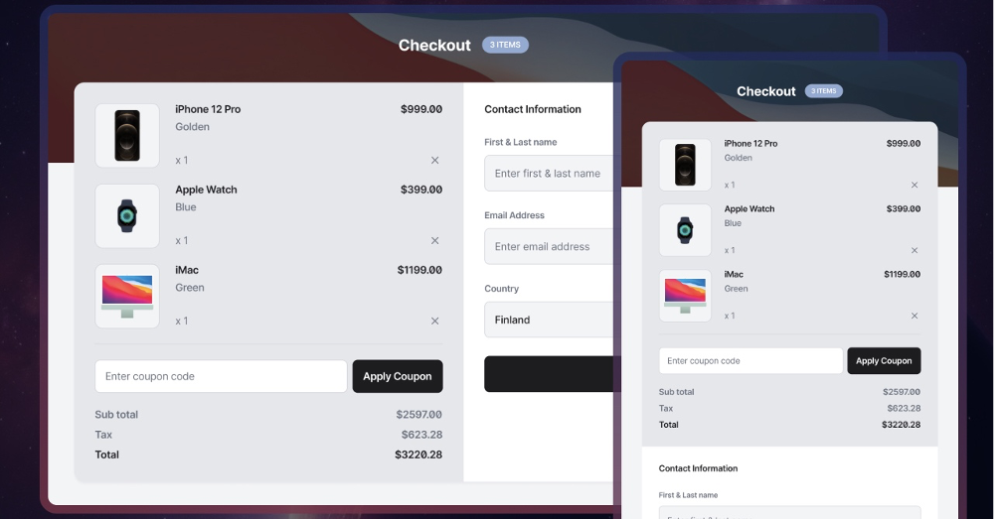 Checkout 3 ITEMS
iPhone 12 Pro $999.00
Golden
x 1
Apple Watch $399.00
Blue
x 1
iMac $1199.00
Green
x 1
Enter coupon code Apply Coupon
Sub total $2597.00
Tax $623.28
Total $3220.28
Contact Information
First & Last name
Enter first & last name
Email Address
Enter email address
Country
Finland
Checkout 3 ITEMS
iPhone 12 Pro $999.00
Golden
x 1
Apple Watch $399.00
Blue
x 1
iMac $1199.00
Green
x 1
Enter coupon code Apply Coupon
Sub total $2597.00
Tax $623.28
Total $3220.28
Contact Information
First & Last name